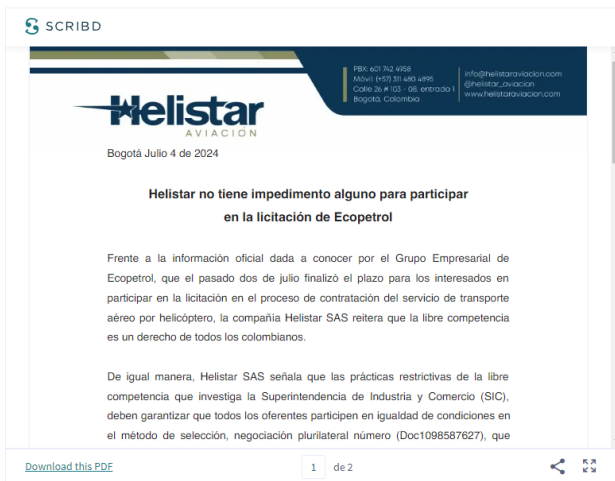 SCRIBD
PBX: 601 742 4958
Móvil: (+57) 311 480 4895
Calle 26 # 103 - 08, entrada 1
Bogotá, Colombia
info@helistaraviacion.com
@helistar_aviacion
www.helistaraviacion.com
Helistar
AVIACIÓN
Bogotá Julio 4 de 2024
Helistar no tiene impedimento alguno para participar
en la licitación de Ecopetrol
Frente a la información oficial dada a conocer por el Grupo Empresarial de
Ecopetrol, que el pasado dos de julio finalizó el plazo para los interesados en
participar en la licitación en el proceso de contratación del servicio de transporte
aéreo por helicóptero, la compañía Helistar SAS reitera que la libre competencia
es un derecho de todos los colombianos.
De igual manera, Helistar SAS señala que las prácticas restrictivas de la libre
competencia que investiga la Superintendencia de Industria y Comercio (SIC),
deben garantizar que todos los oferentes participen en igualdad de condiciones en
el método de selección, negociación plurilateral número (Doc1098587627), que
Download this PDF
1 de 2